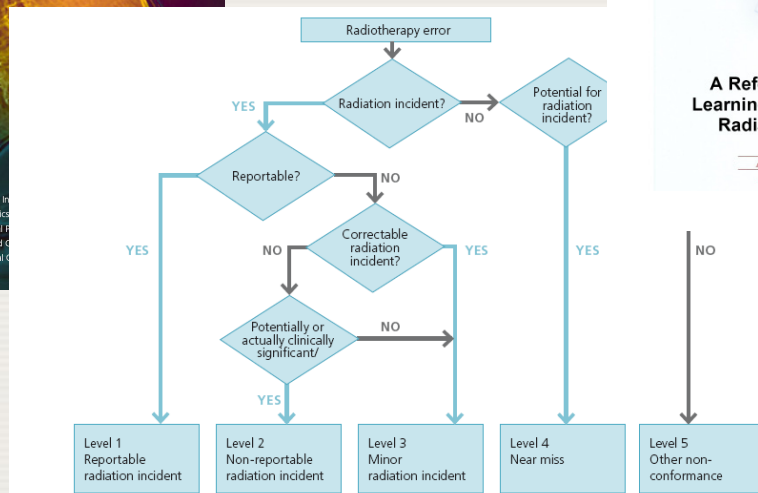 Radiotherapy error
Radiation incident?
YES
NO
Potential for
radiation
incident?
A Ref
Learnin
Radi
Reportable?
NO
YES
Correctable
radiation
incident?
NO
YES
YES
NO
Potentially or
actually clinically
significant/
NO
YES
Level 1
Reportable
radiation incident
Level 2
Non-reportable
radiation incident
Level 3
Minor
radiation incident
Level 4
Near miss
Level 5
Other non-
conformance